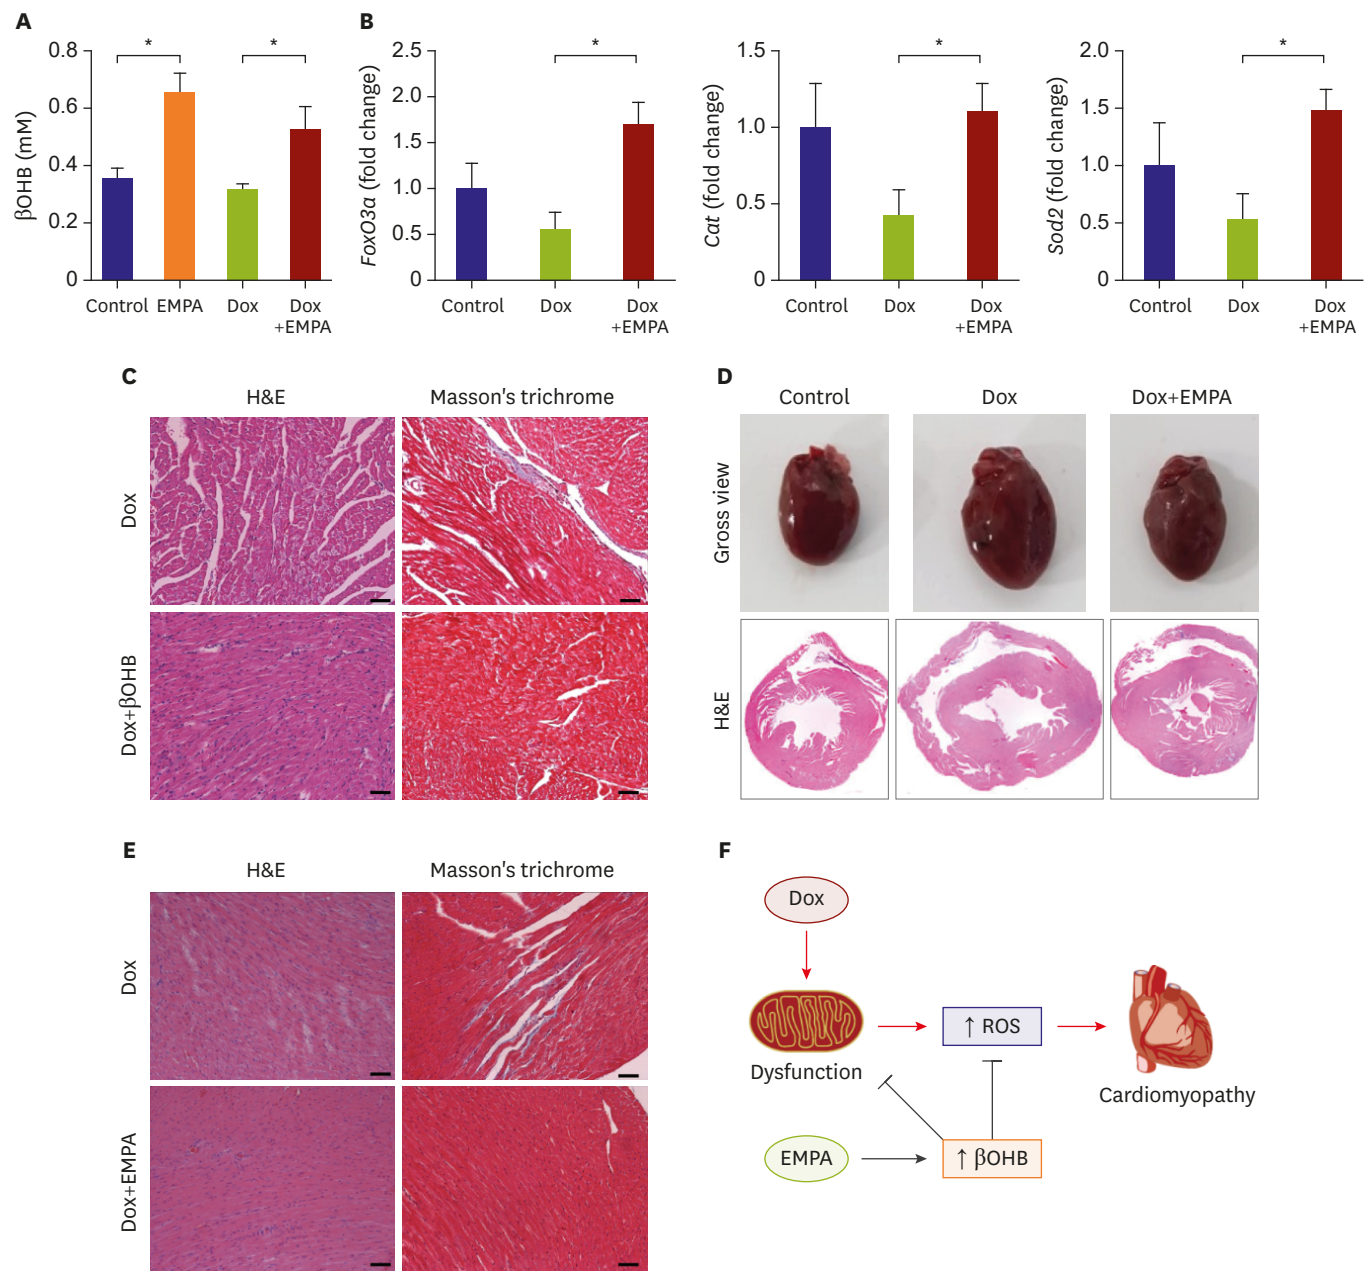 A
βOHB (mM)
0.8
0.6
0.4
0.2
0
*
*
Control
EMPA
Dox
Dox
+EMPA
B
FoxO3α (fold change)
2.5
2.0
1.5
1.0
0.5
0
*
Control
Dox
Dox
+EMPA
Cat (fold change)
1.5
1.0
0.5
0
*
Control
Dox
Dox
+EMPA
Sod2 (fold change)
2.0
1.5
1.0
0.5
0
*
Control
Dox
Dox
+EMPA
C
H&E
Masson's trichrome
Dox
Dox+βOHB
D
Control
Dox
Dox+EMPA
Gross view
H&E
E
H&E
Masson's trichrome
Dox
Dox+EMPA
F
Dox
Dysfunction
↑ ROS
Cardiomyopathy
EMPA
↑ βOHB